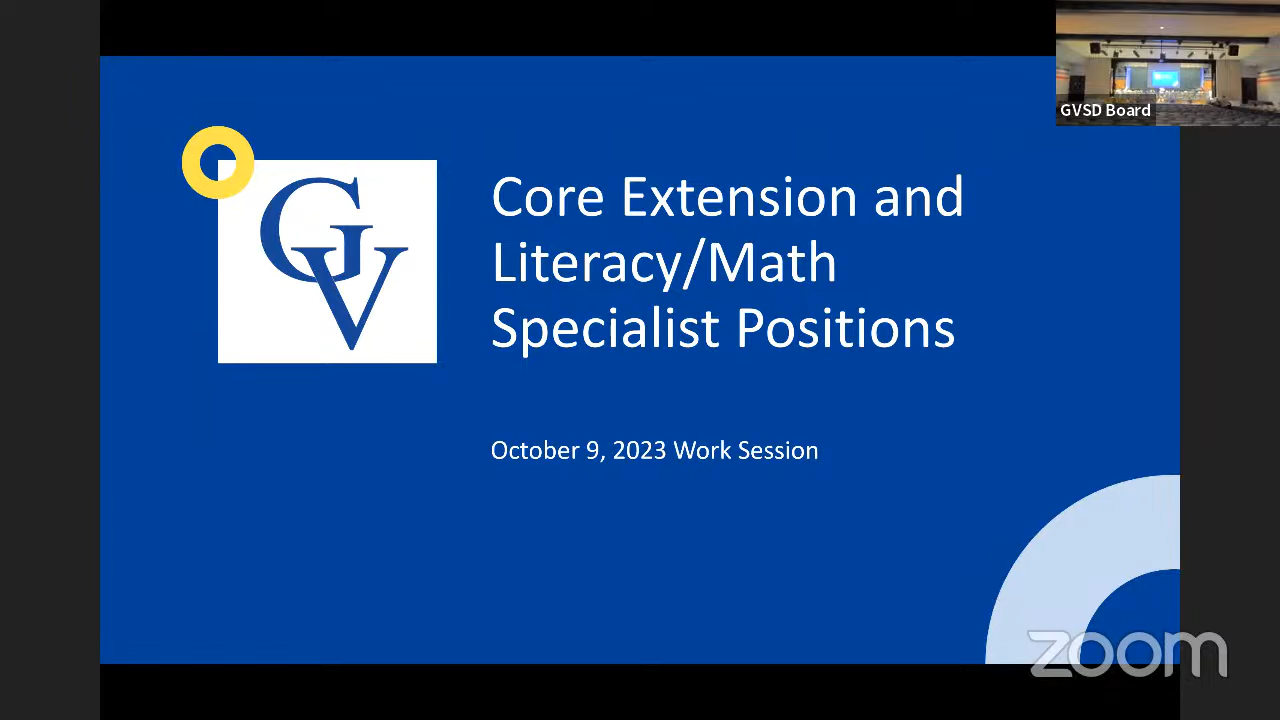 GVSD Board
GV
Core Extension and
Literacy/Math
Specialist Positions
October 9, 2023 Work Session
zoom